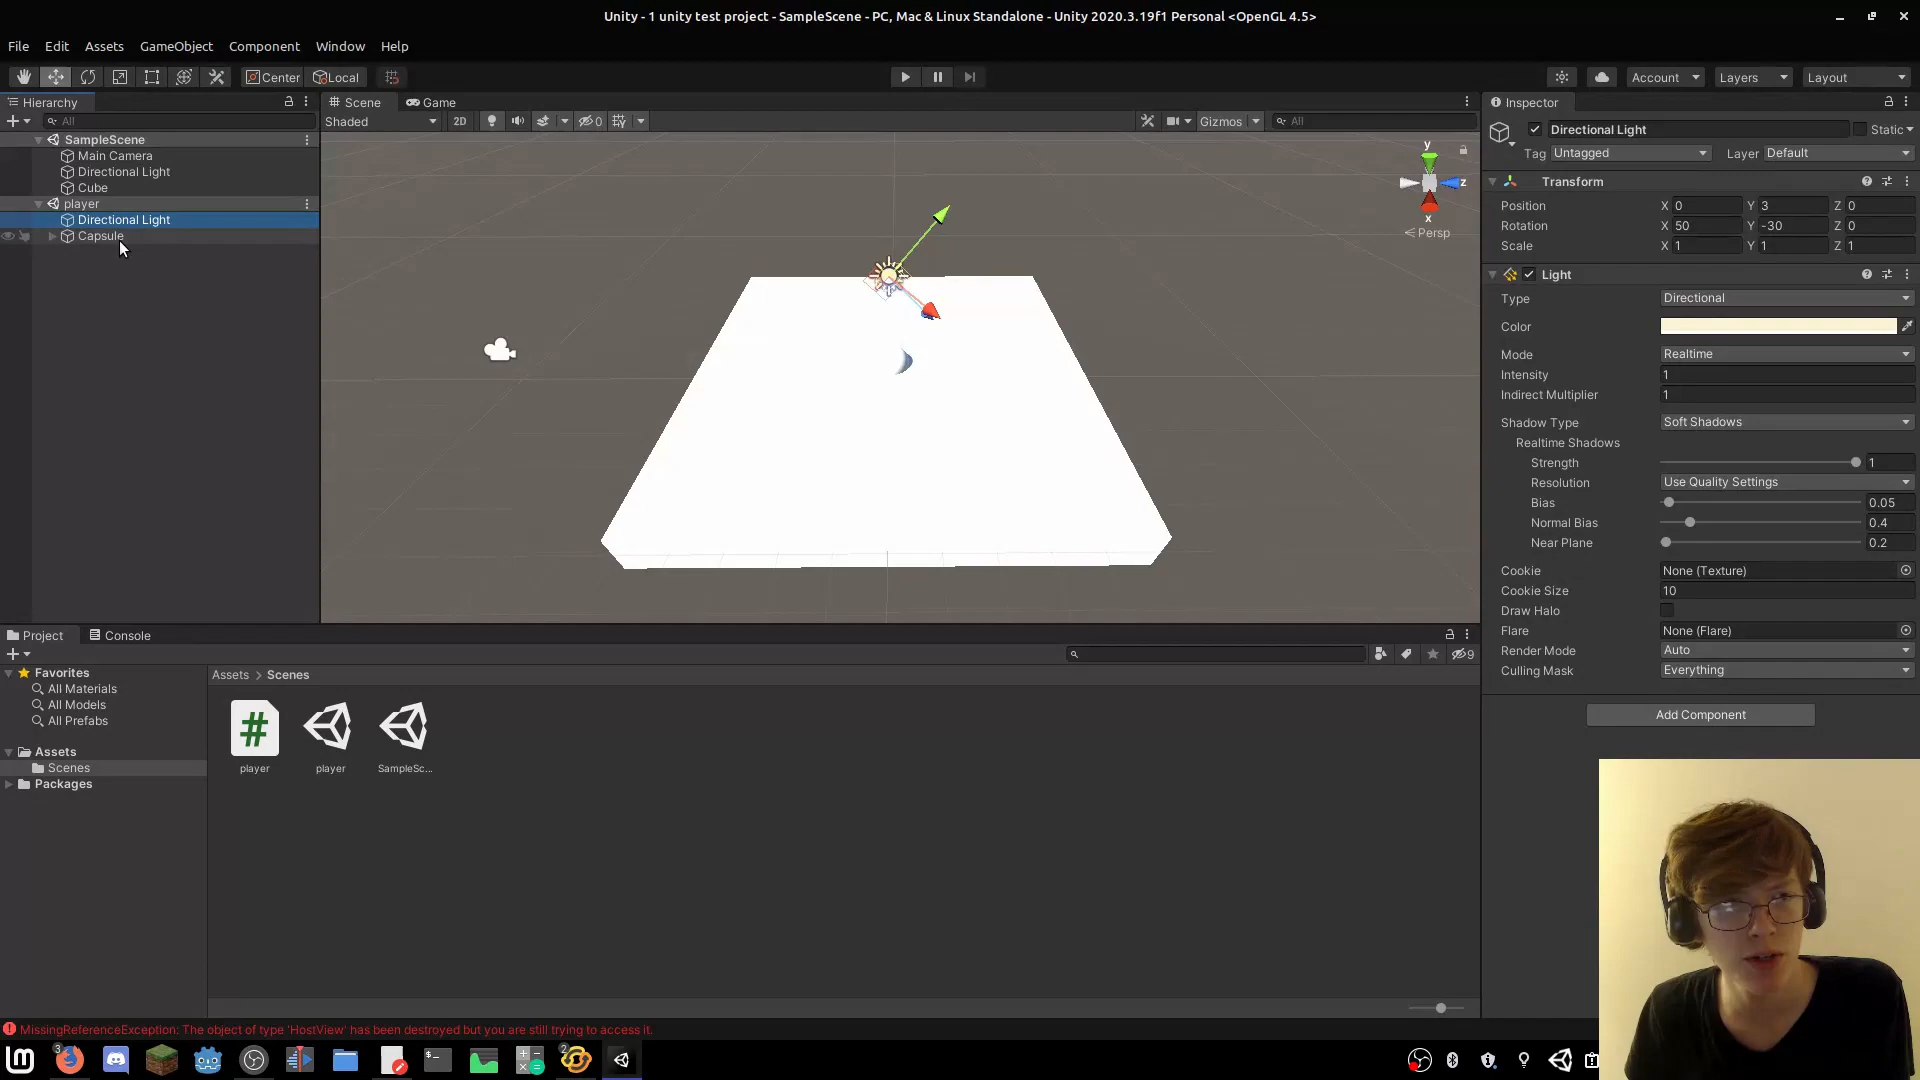 Unity - 1 unity test project - SampleScene - PC, Mac & Linux Standalone - Unity 2020.3.19f1 Personal <OpenGL 4.5>
File Edit Assets GameObject Component Window Help
Center Local Account Layers Layout
Hierarchy
All
SampleScene
Main Camera
Directional Light
Cube
player
Directional Light
Capsule
Scene Game
Shaded 2D 0 Gizmos All
y
z
x
< Persp
Inspector
Directional Light Static
Tag Untagged Layer Default
Transform
Position X 0 Y 3 Z 0
Rotation X 50 Y -30 Z 0
Scale X 1 Y 1 Z 1
Light
Type Directional
Color
Mode Realtime
Intensity 1
Indirect Multiplier 1
Shadow Type Soft Shadows
Realtime Shadows
Strength 1
Resolution Use Quality Settings
Bias 0.05
Normal Bias 0.4
Near Plane 0.2
Cookie None (Texture)
Cookie Size 10
Draw Halo
Flare None (Flare)
Render Mode Auto
Culling Mask Everything
Add Component
Project Console
9
Favorites
All Materials
All Models
All Prefabs
Assets
Scenes
Packages
Assets > Scenes
#
player player SampleSc...
MissingReferenceException: The object of type 'HostView' has been destroyed but you are still trying to access it.
3 2